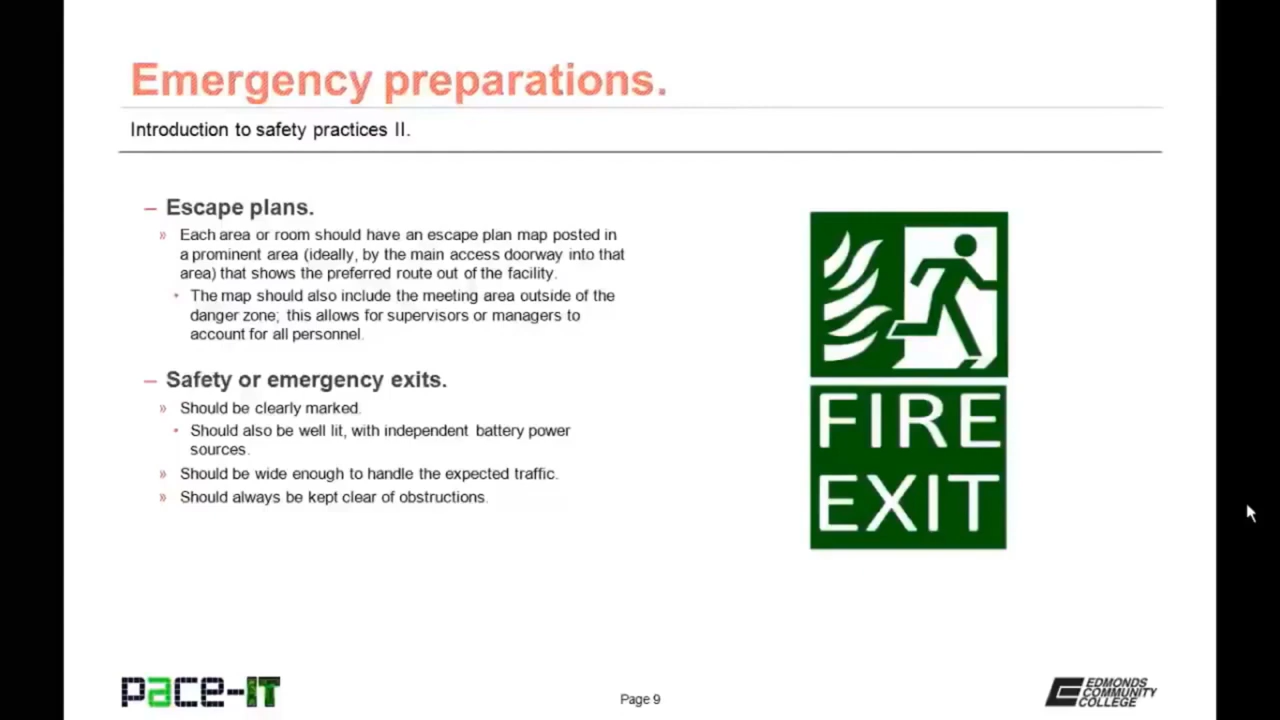 Emergency preparations.
Introduction to safety practices II.
– Escape plans.
» Each area or room should have an escape plan map posted in
a prominent area (ideally, by the main access doorway into that
area) that shows the preferred route out of the facility.
• The map should also include the meeting area outside of the
danger zone; this allows for supervisors or managers to
account for all personnel.
– Safety or emergency exits.
» Should be clearly marked.
• Should also be well lit, with independent battery power
sources.
» Should be wide enough to handle the expected traffic.
» Should always be kept clear of obstructions.
FIRE
EXIT
pace-IT
Page 9
EDMONDS
COMMUNITY
COLLEGE